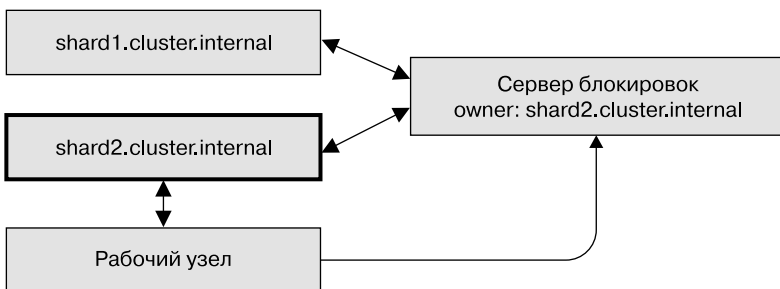 shard1.cluster.internal
Сервер блокировок
owner: shard2.cluster.internal
shard2.cluster.internal
Рабочий узел